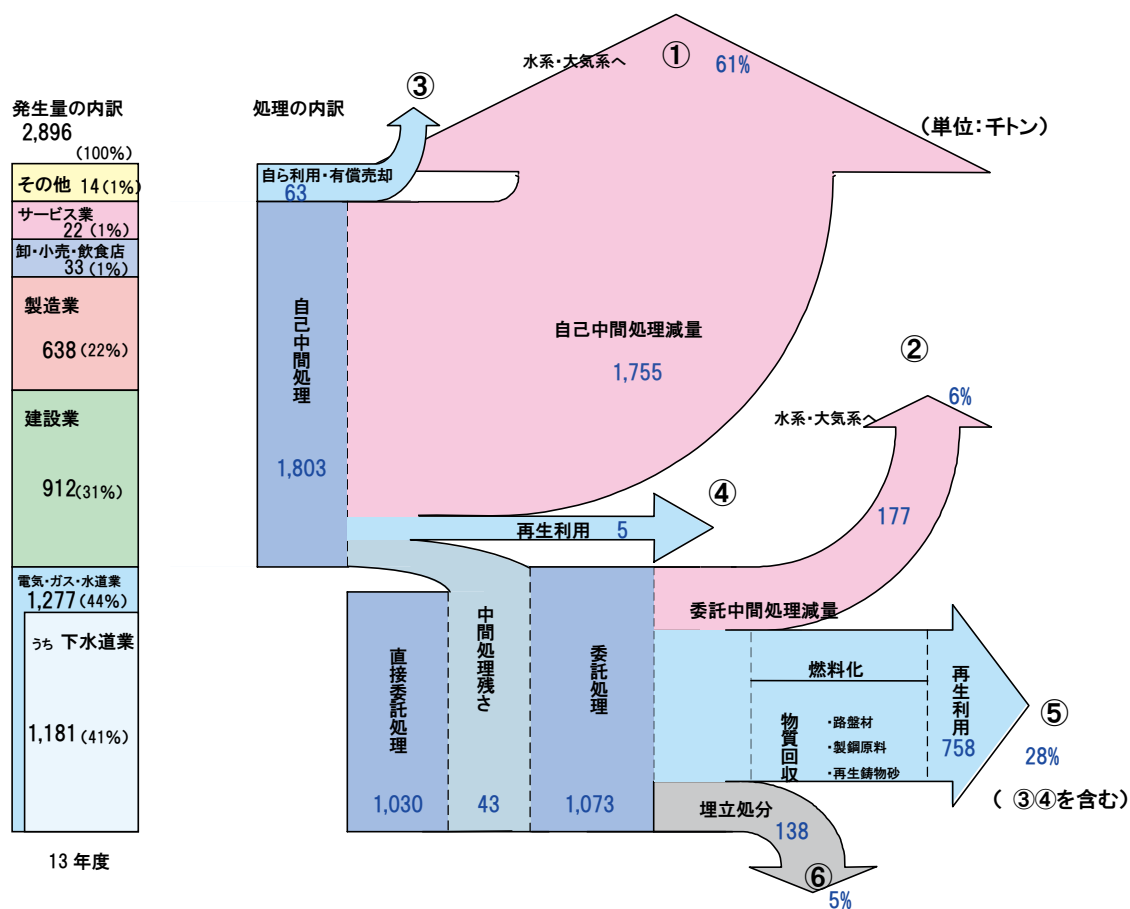 発生量の内訳
2,896
(100%)
その他 14(1%)
サービス業
22(1%)
卸・小売・飲食店
33(1%)
製造業
638(22%)
建設業
912(31%)
電気・ガス・水道業
1,277(44%)
うち 下水道業
1,181(41%)
13 年度
処理の内訳
(単位:千トン)
水系・大気系へ
①
61%
③
自ら利用・有償売却
63
自己中間処理
1,803
自己中間処理減量
1,755
②
6%
水系・大気系へ
177
④
再生利用 5
委託中間処理減量
直接委託処理
1,030
中間処理残さ
43
委託処理
1,073
燃料化
物質回収
・路盤材
・製鋼原料
・再生鋳物砂
再生利用
758
⑤
28%
( ③④を含む)
埋立処分
138
⑥
5%